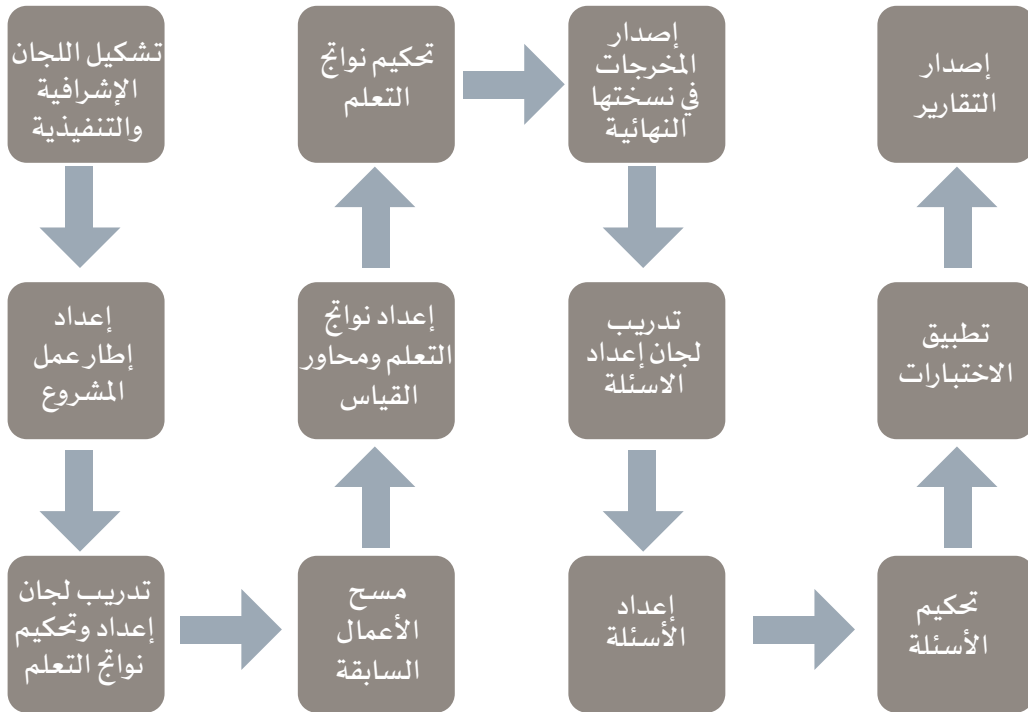 تشكيل اللجان
الإشرافية
والتنفيذية
إعداد
إطار عمل
المشروع
تدريب لجان
إعداد وتحكيم
نواتج التعلم
مسح
الأعمال
السابقة
إعداد نواتج
التعلم ومحاور
القياس
تحكيم نواتج
التعلم
إصدار
المخرجات
في نسختها
النهائية
تدريب
لجان إعداد
الاسئلة
إعداد
الأسئلة
تحكيم
الأسئلة
تطبيق
الاختبارات
إصدار
التقارير